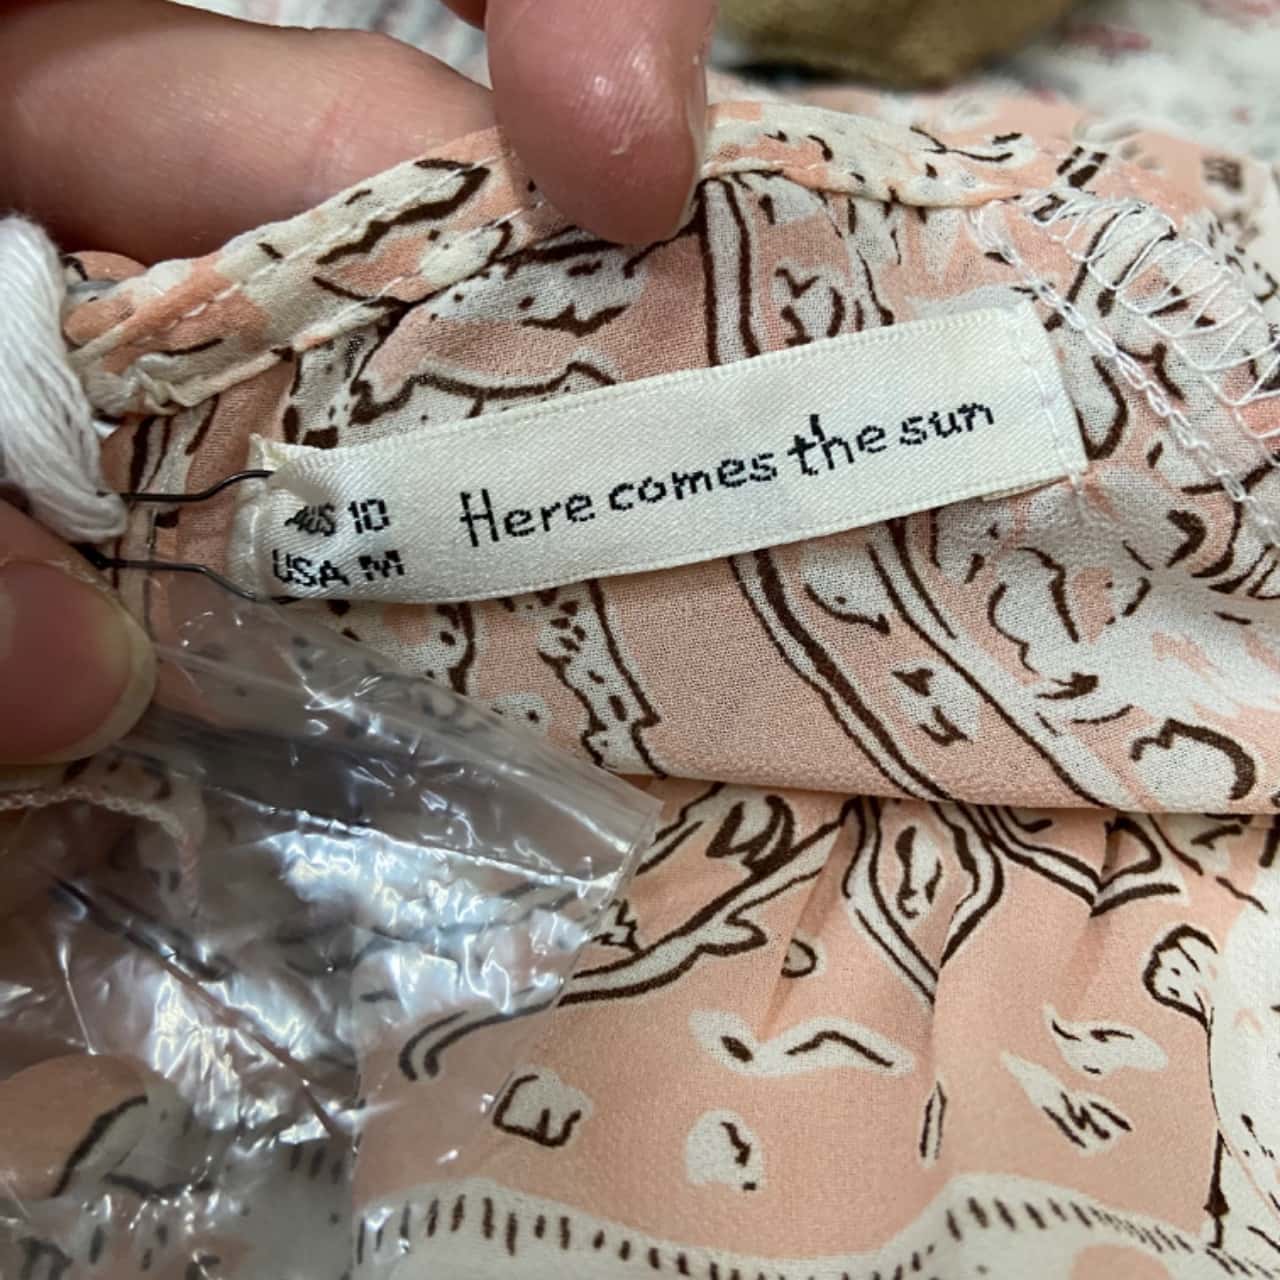 AUS 10
USA M
Here comes the sun